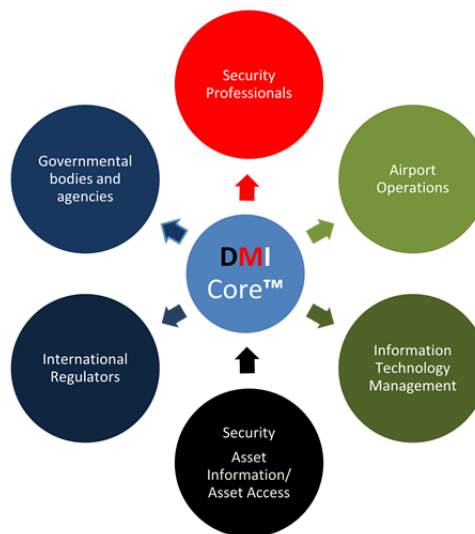 Security
Professionals
Governmental
bodies and
agencies
Airport
Operations
DMI
Core™
International
Regulators
Information
Technology
Management
Security
Asset
Information/
Asset Access